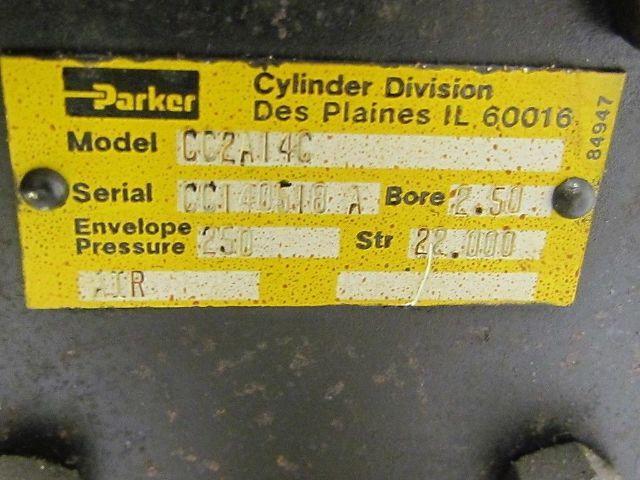 Parker
Cylinder Division
Des Plaines IL 60016
84947
Model CC2A14C
Serial A Bore 2.50
Envelope Pressure 250 Str 22.000
AIR